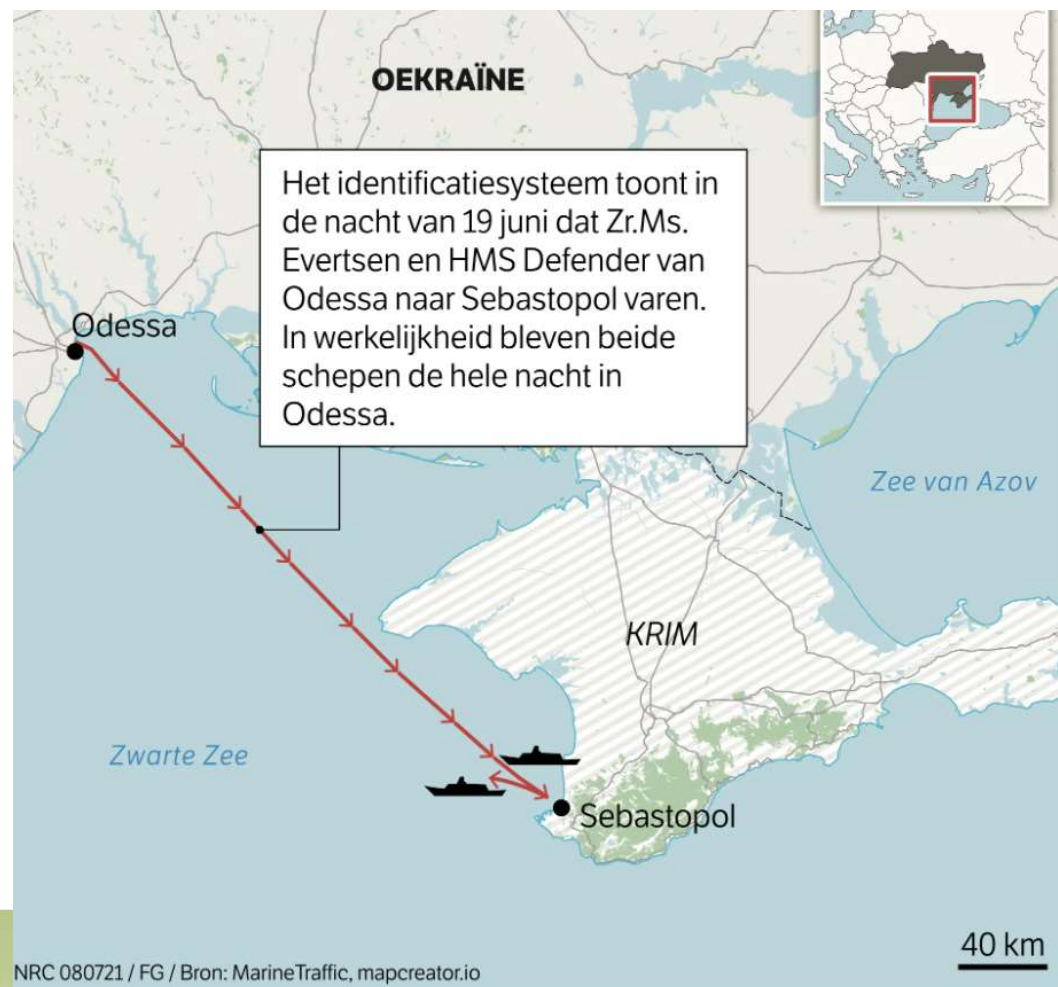 OEKRAÏNE
Het identificatiesysteem toont in
de nacht van 19 juni dat Zr.Ms.
Evertsen en HMS Defender van
Odessa naar Sebastopol varen.
In werkelijkheid bleven beide
schepen de hele nacht in
Odessa.
Odessa
Zee van Azov
KRIM
Zwarte Zee
Sebastopol
40 km
NRC 080721 / FG / Bron: MarineTraffic, mapcreator.io